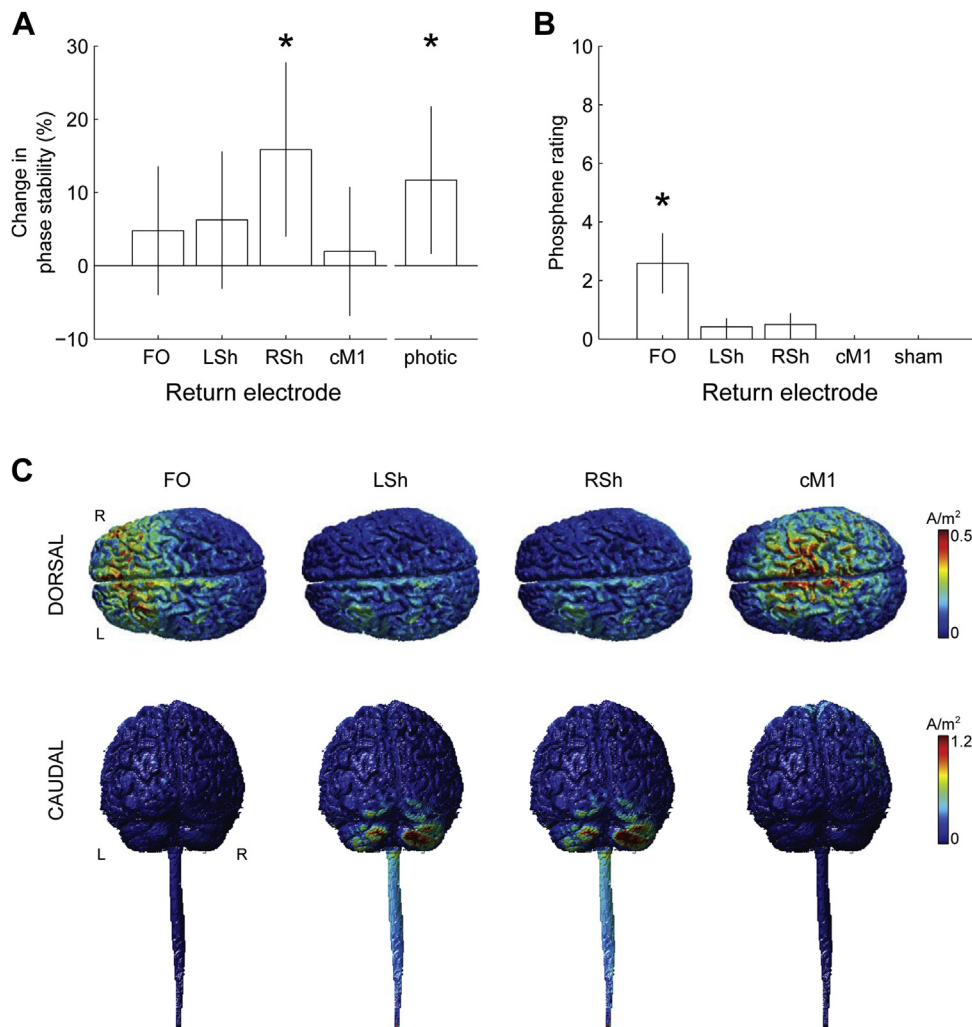 A
Change in
phase stability (%)
30
20
10
0
−10
*
*
FO LSh RSh cM1 photic
Return electrode
B
Phosphene rating
10
8
6
4
2
0
*
FO LSh RSh cM1 sham
Return electrode
C
FO LSh RSh cM1
DORSAL
R
L
A/m²
0.5
0
CAUDAL
L R
A/m²
1.2
0